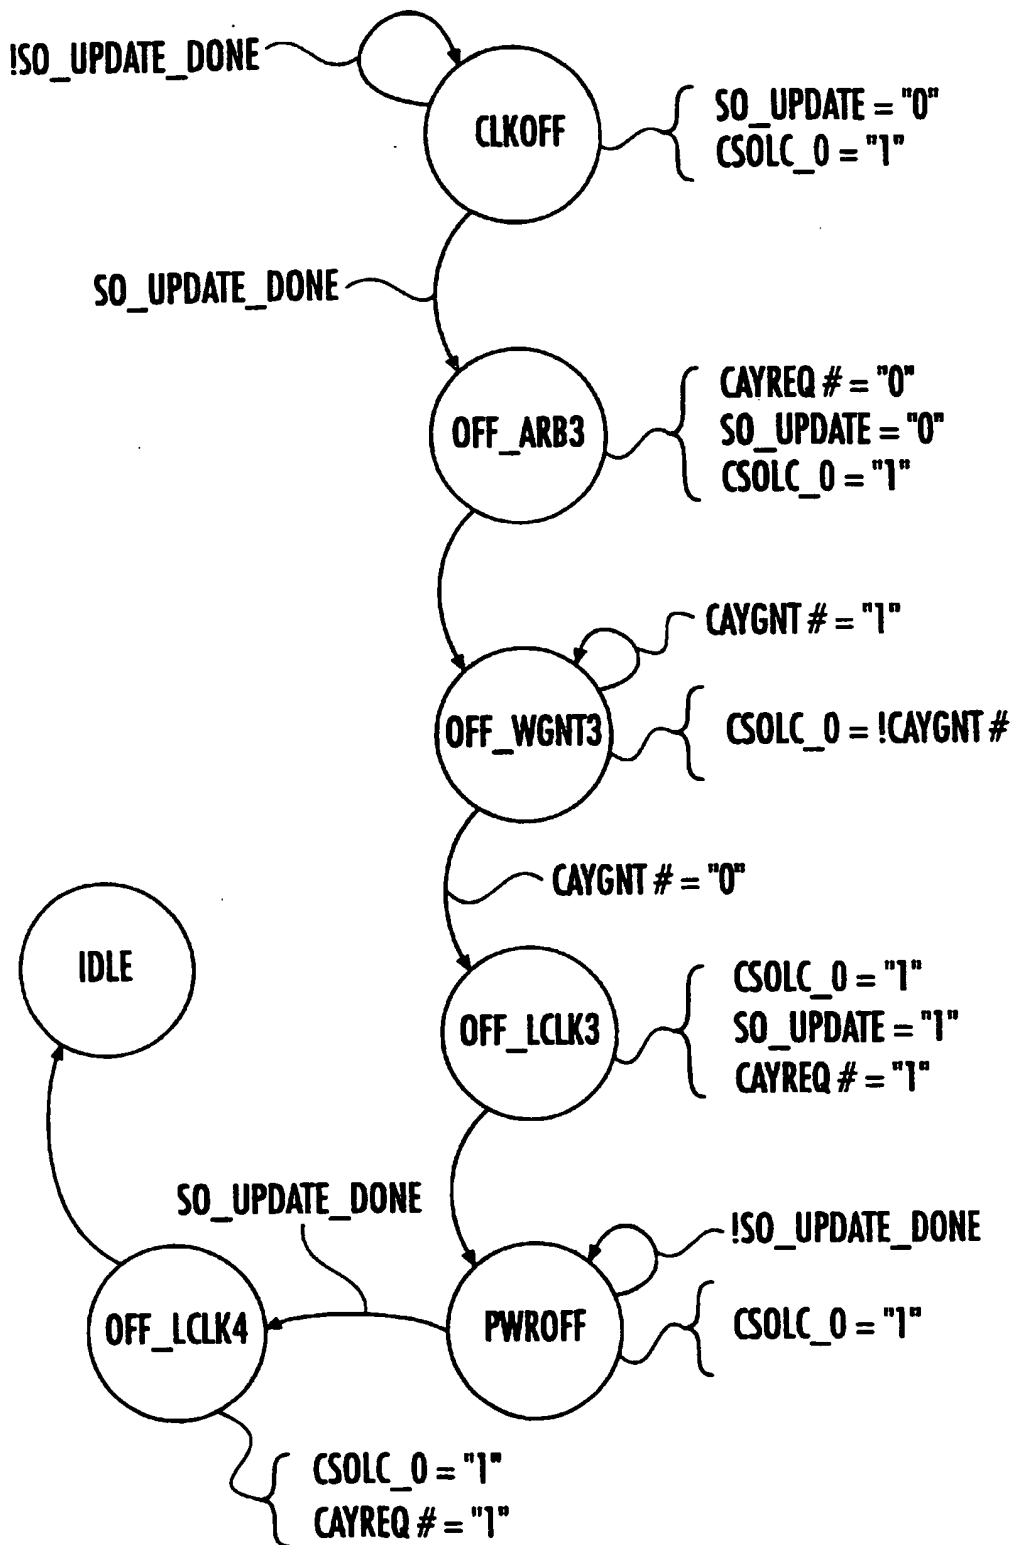 !SO_UPDATE_DONE
CLKOFF
SO_UPDATE = "0"
CSOLC_0 = "1"
SO_UPDATE_DONE
OFF_ARB3
CAYREQ # = "0"
SO_UPDATE = "0"
CSOLC_0 = "1"
CAYGNT # = "1"
OFF_WGNT3
CSOLC_0 = !CAYGNT #
CAYGNT # = "0"
IDLE
OFF_LCLK3
CSOLC_0 = "1"
SO_UPDATE = "1"
CAYREQ # = "1"
SO_UPDATE_DONE
!SO_UPDATE_DONE
OFF_LCLK4
PWROFF
CSOLC_0 = "1"
CSOLC_0 = "1"
CAYREQ # = "1"